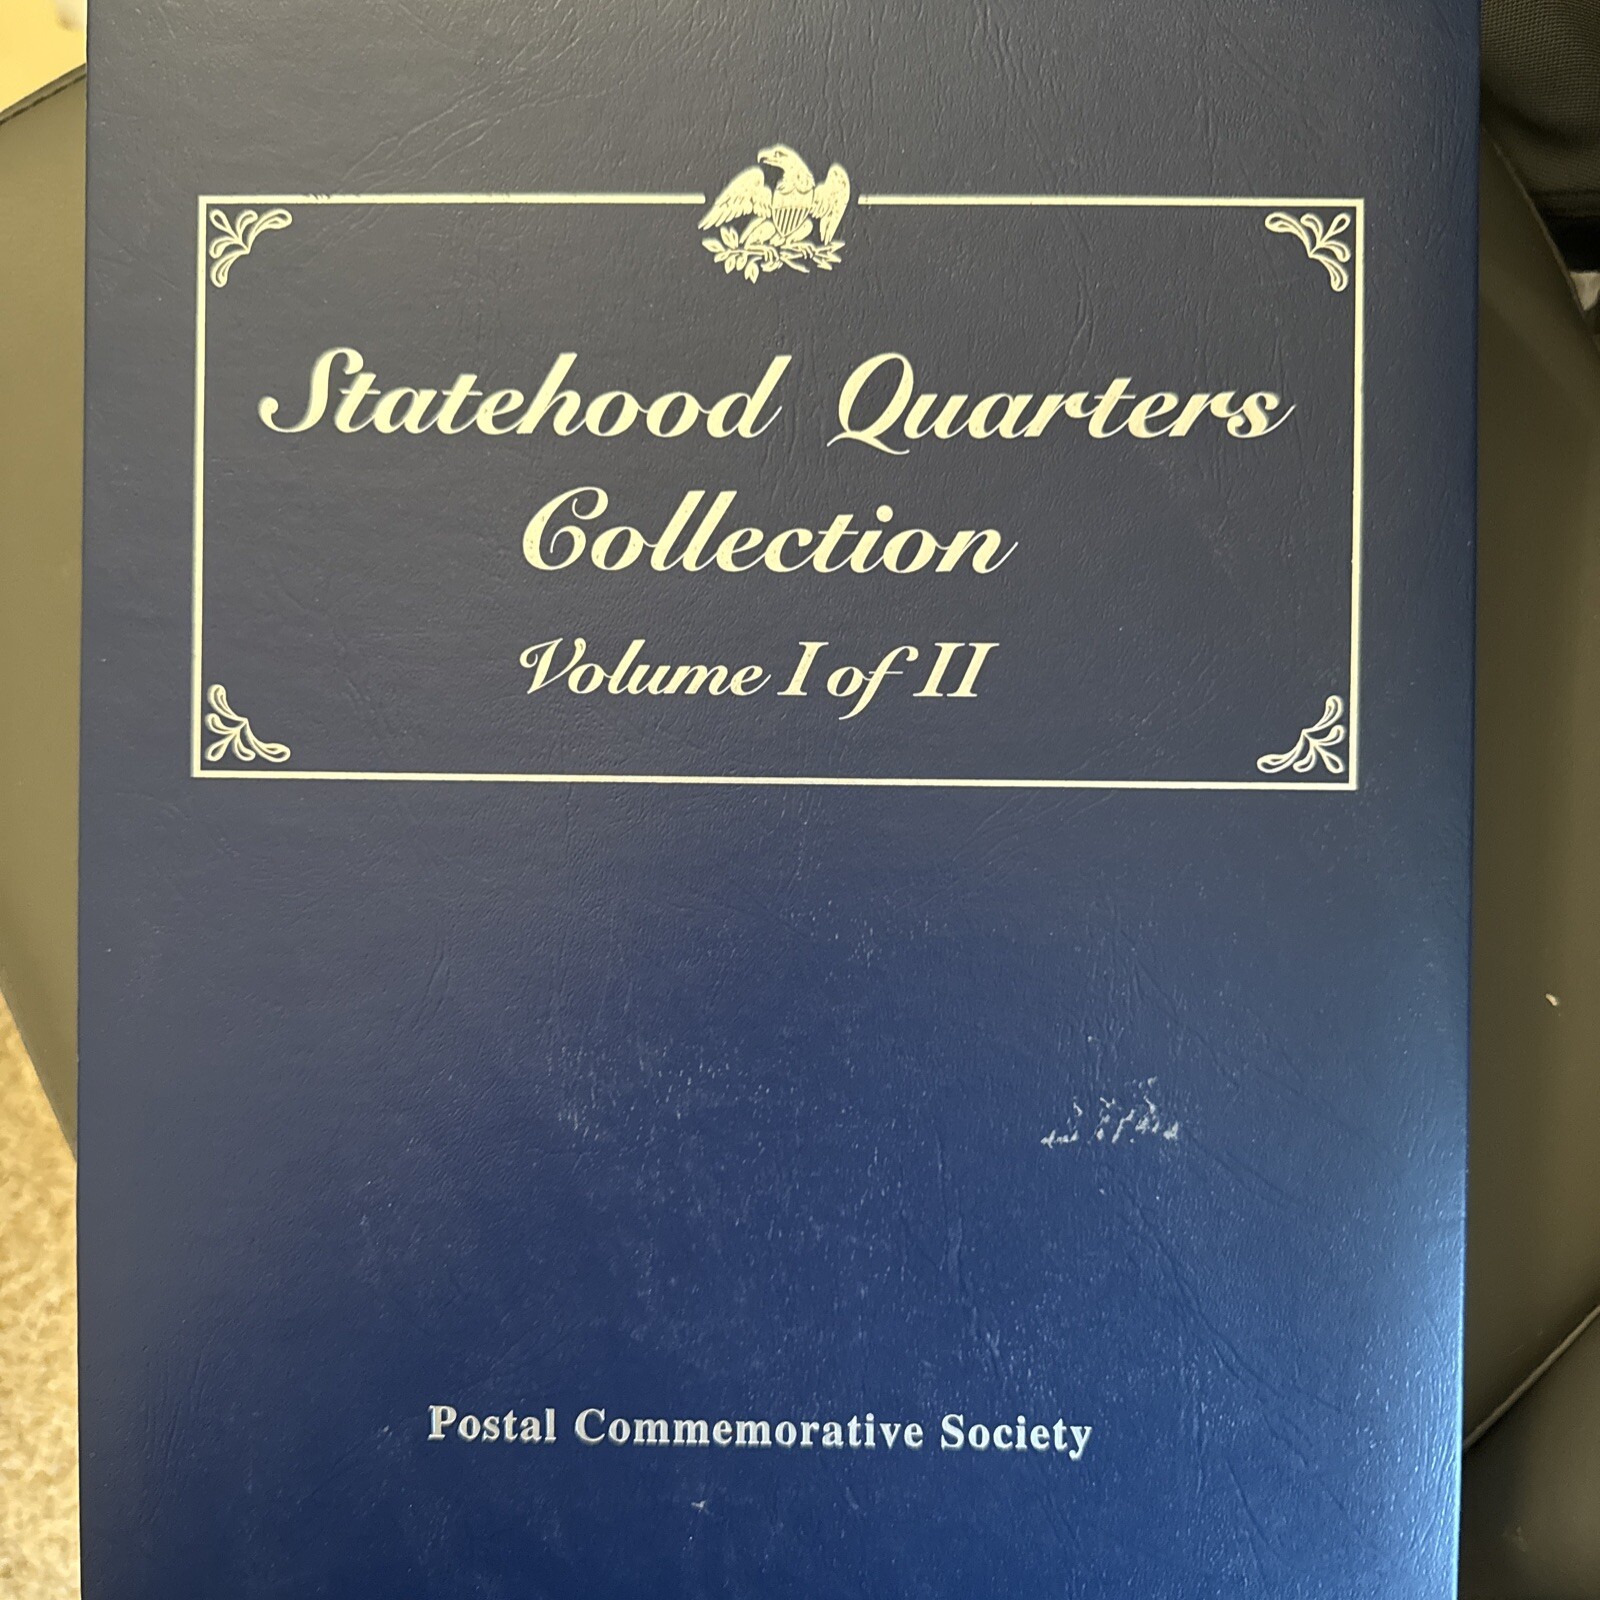 Statehood Quarters
Collection
Volume I of II
Postal Commemorative Society